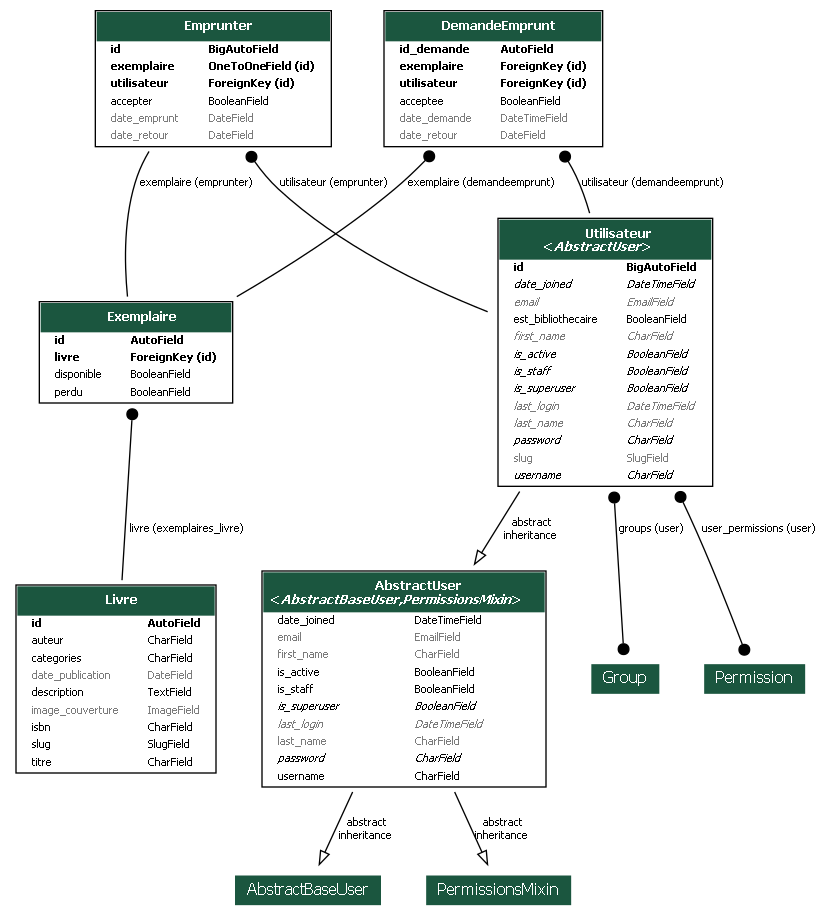 Emprunter
id BigAutoField
exemplaire OneToOneField (id)
utilisateur ForeignKey (id)
accepter BooleanField
date_emprunt DateField
date_retour DateField
DemandeEmprunt
id_demande AutoField
exemplaire ForeignKey (id)
utilisateur ForeignKey (id)
acceptee BooleanField
date_demande DateTimeField
date_retour DateField
exemplaire (emprunter)
utilisateur (emprunter)
exemplaire (demandeemprunt)
utilisateur (demandeemprunt)
Utilisateur
<AbstractUser>
id BigAutoField
date_joined DateTimeField
email EmailField
est_bibliothecaire BooleanField
first_name CharField
is_active BooleanField
is_staff BooleanField
is_superuser BooleanField
last_login DateTimeField
last_name CharField
password CharField
slug SlugField
username CharField
Exemplaire
id AutoField
livre ForeignKey (id)
disponible BooleanField
perdu BooleanField
livre (exemplaires_livre)
abstract
inheritance
groups (user)
user_permissions (user)
Livre
id AutoField
auteur CharField
categories CharField
date_publication DateField
description TextField
image_couverture ImageField
isbn CharField
slug SlugField
titre CharField
AbstractUser
<AbstractBaseUser,PermissionsMixin>
date_joined DateTimeField
email EmailField
first_name CharField
is_active BooleanField
is_staff BooleanField
is_superuser BooleanField
last_login DateTimeField
last_name CharField
password CharField
username CharField
Group
Permission
abstract
inheritance
abstract
inheritance
AbstractBaseUser
PermissionsMixin